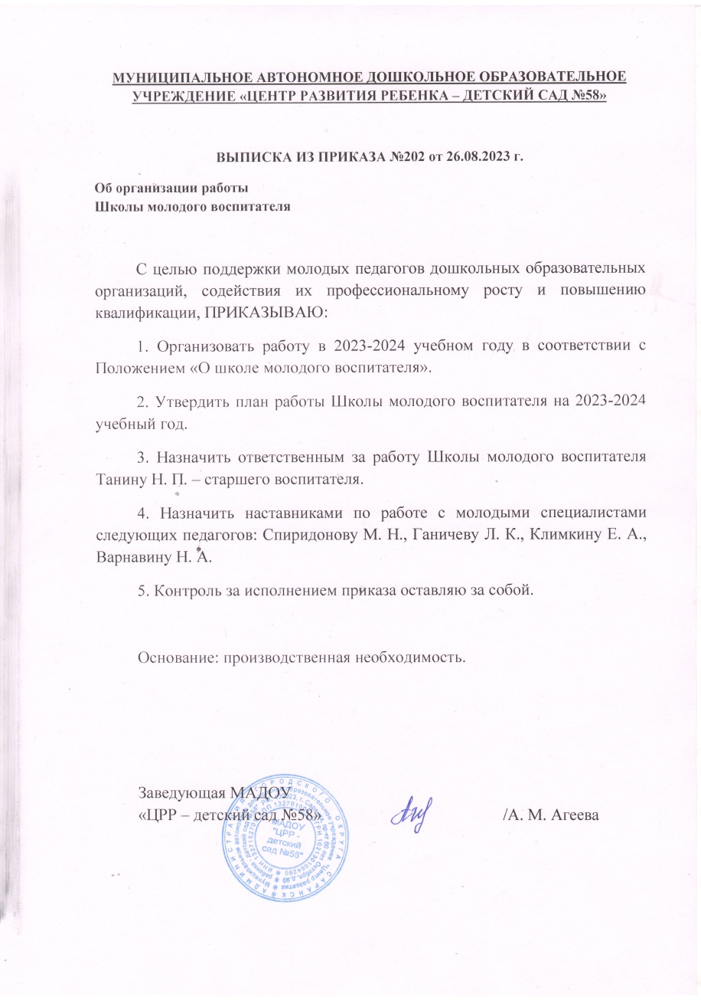 МУНИЦИПАЛЬНОЕ АВТОНОМНОЕ ДОШКОЛЬНОЕ ОБРАЗОВАТЕЛЬНОЕ
УЧРЕЖДЕНИЕ «ЦЕНТР РАЗВИТИЯ РЕБЕНКА – ДЕТСКИЙ САД №58»
ВЫПИСКА ИЗ ПРИКАЗА №202 от 26.08.2023 г.
Об организации работы
Школы молодого воспитателя
С целью поддержки молодых педагогов дошкольных образовательных
организаций, содействия их профессиональному росту и повышению
квалификации, ПРИКАЗЫВАЮ:
1. Организовать работу в 2023-2024 учебном году в соответствии с
Положением «О школе молодого воспитателя».
2. Утвердить план работы Школы молодого воспитателя на 2023-2024
учебный год.
3. Назначить ответственным за работу Школы молодого воспитателя
Танину Н. П. – старшего воспитателя.
4. Назначить наставниками по работе с молодыми специалистами
следующих педагогов: Спиридонову М. Н., Ганичеву Л. К., Климкину Е. А.,
Варнавину Н. А.
5. Контроль за исполнением приказа оставляю за собой.
Основание: производственная необходимость.
Заведующая МАДОУ
«ЦРР – детский сад №58»
/А. М. Агеева
АДМИНИСТРАЦИЯ ГОРОДСКОГО ОКРУГА САРАНСК
МАДОУ
"ЦРР -
детский
сад №58"